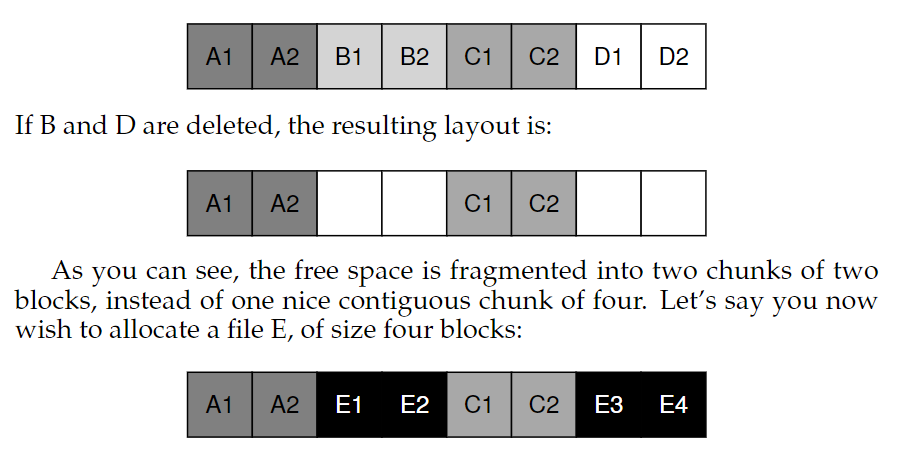 A1 A2 B1 B2 C1 C2 D1 D2
If B and D are deleted, the resulting layout is:
A1 A2 C1 C2
As you can see, the free space is fragmented into two chunks of two
blocks, instead of one nice contiguous chunk of four. Let's say you now
wish to allocate a file E, of size four blocks:
A1 A2 E1 E2 C1 C2 E3 E4